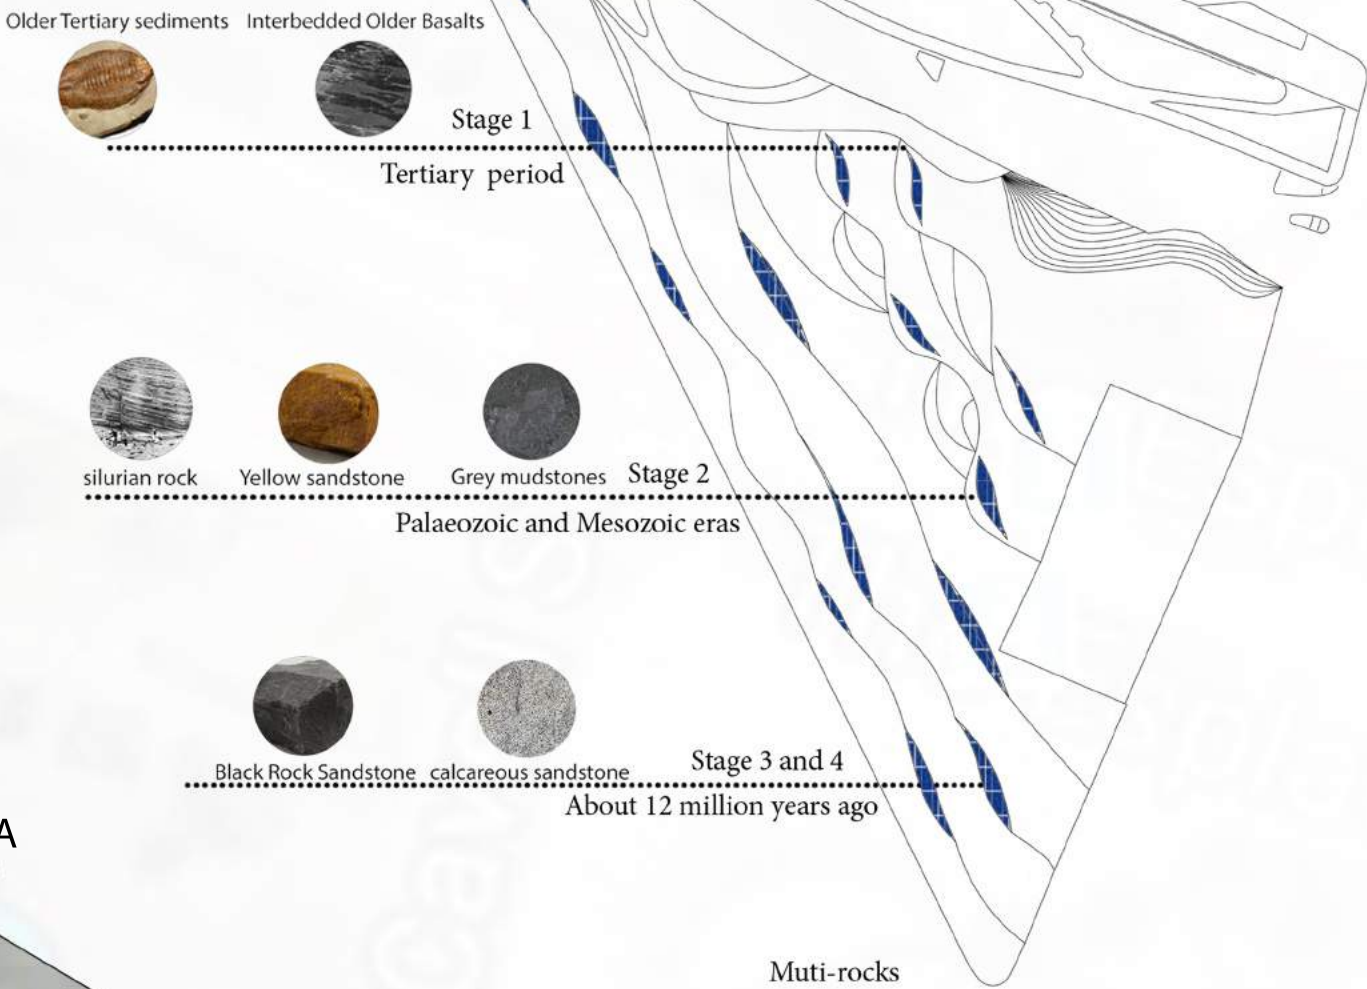 Older Tertiary sediments Interbedded Older Basalts
Stage 1
Tertiary period
silurian rock Yellow sandstone Grey mudstones Stage 2
Palaeozoic and Mesozoic eras
Black Rock Sandstone calcareous sandstone
Stage 3 and 4
About 12 million years ago
A
Muti-rocks